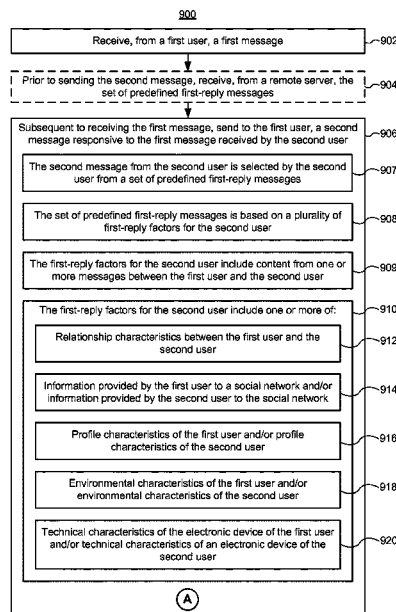 900
Receive, from a first user, a first message
902
Prior to sending the second message, receive, from a remote server, the
set of predefined first-reply messages
904
Subsequent to receiving the first message, send to the first user, a second
message responsive to the first message received by the second user
906
The second message from the second user is selected by the second
user from a set of predefined first-reply messages
907
The set of predefined first-reply messages is based on a plurality of
first-reply factors for the second user
908
The first-reply factors for the second user include content from one or
more messages between the first user and the second user
909
The first-reply factors for the second user include one or more of:
910
Relationship characteristics between the first user and the
second user
912
Information provided by the first user to a social network and/or
information provided by the second user to the social network
914
Profile characteristics of the first user and/or profile
characteristics of the second user
916
Environmental characteristics of the first user and/or
environmental characteristics of the second user
918
Technical characteristics of the electronic device of the first
user and/or technical characteristics of an electronic device of the
second user
920
A